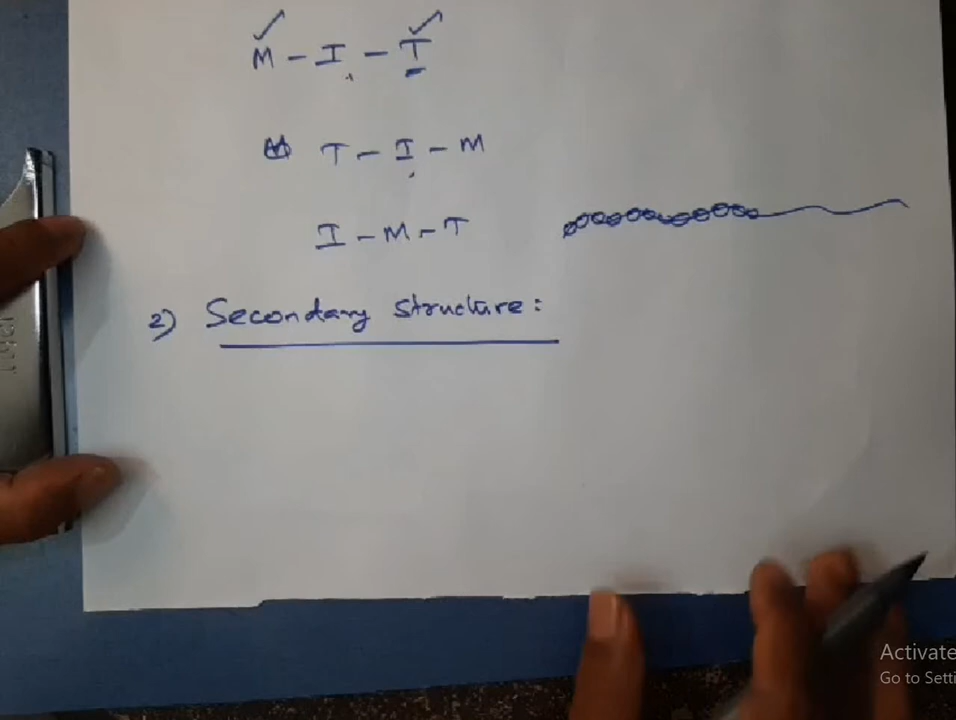 M - I - T
T - I - M
I - M - T
2) Secondary Structure:
Activate
Go to Setti